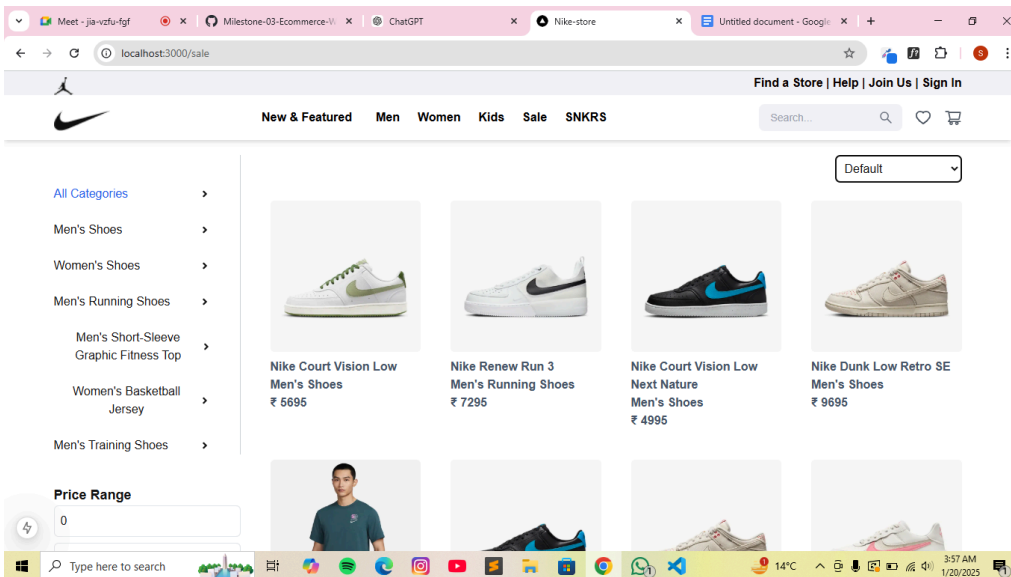 Meet - jia-vzfu-fgf
Milestone-03-Ecommerce-W
ChatGPT
Nike-store
Untitled document - Google
localhost:3000/sale
S
Find a Store | Help | Join Us | Sign In
New & Featured Men Women Kids Sale SNKRS
Search...
Default
All Categories
Men's Shoes
Women's Shoes
Men's Running Shoes
Men's Short-Sleeve
Graphic Fitness Top
Women's Basketball
Jersey
Men's Training Shoes
Price Range
0
Nike Court Vision Low
Men's Shoes
₹ 5695
Nike Renew Run 3
Men's Running Shoes
₹ 7295
Nike Court Vision Low
Next Nature
Men's Shoes
₹ 4995
Nike Dunk Low Retro SE
Men's Shoes
₹ 9695
Type here to search
14°C
3:57 AM
1/20/2025